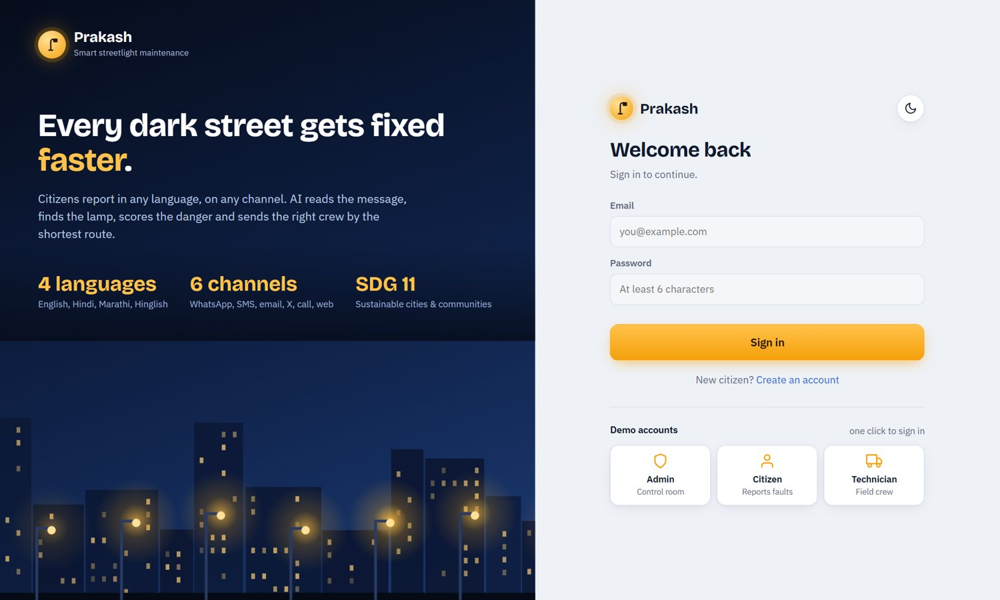 Prakash
Smart streetlight maintenance
Every dark street gets fixed
faster.
Citizens report in any language, on any channel. AI reads the message,
finds the lamp, scores the danger and sends the right crew by the
shortest route.
4 languages
English, Hindi, Marathi, Hinglish
6 channels
WhatsApp, SMS, email, X, call, web
SDG 11
Sustainable cities & communities
Prakash
Welcome back
Sign in to continue.
Email
you@example.com
Password
At least 6 characters
Sign in
New citizen? Create an account
Demo accounts
one click to sign in
Admin
Control room
Citizen
Reports faults
Technician
Field crew